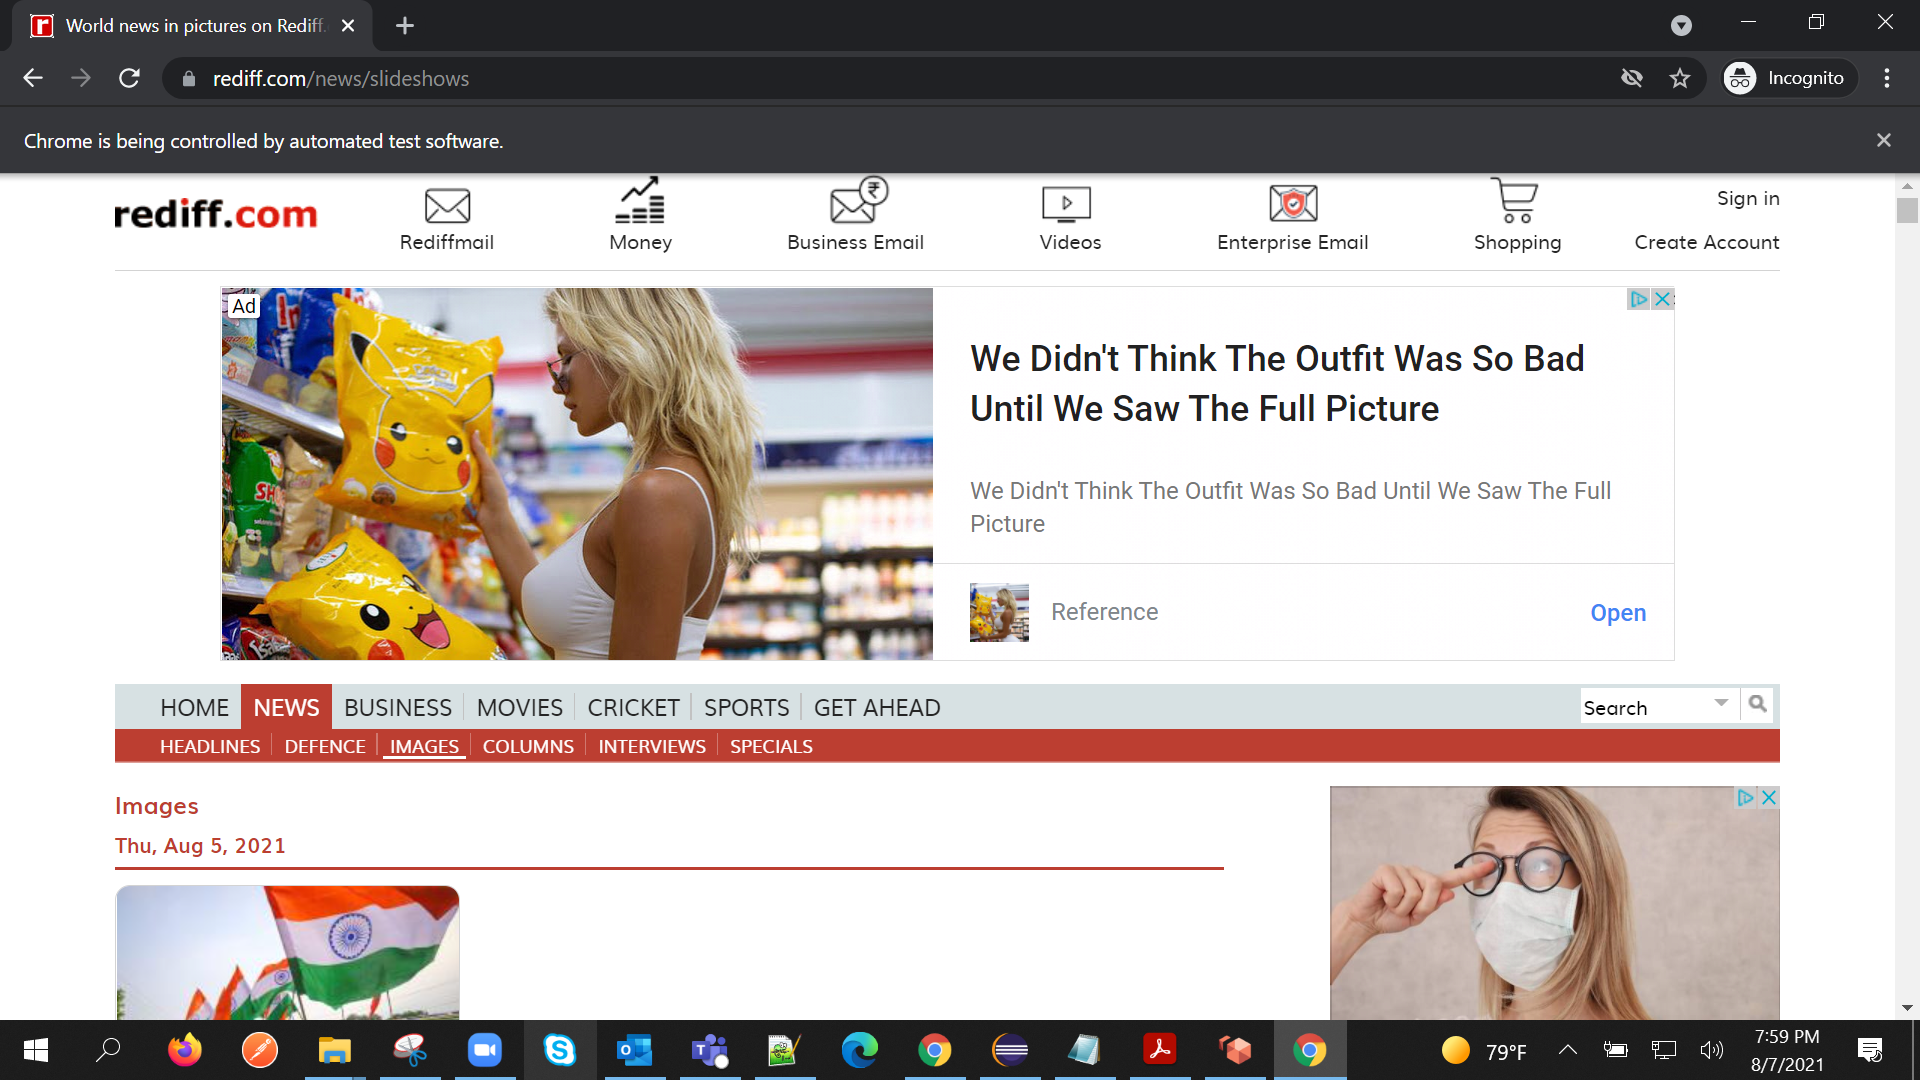 World news in pictures on Rediff.
rediff.com/news/slideshows
Incognito
Chrome is being controlled by automated test software.
rediff.com
Rediffmail
Money
Business Email
Videos
Enterprise Email
Shopping
Sign in
Create Account
Ad
We Didn't Think The Outfit Was So Bad
Until We Saw The Full Picture
We Didn't Think The Outfit Was So Bad Until We Saw The Full
Picture
Reference
Open
HOME NEWS BUSINESS MOVIES CRICKET SPORTS GET AHEAD
Search
HEADLINES DEFENCE IMAGES COLUMNS INTERVIEWS SPECIALS
Images
Thu, Aug 5, 2021
79°F
7:59 PM
8/7/2021